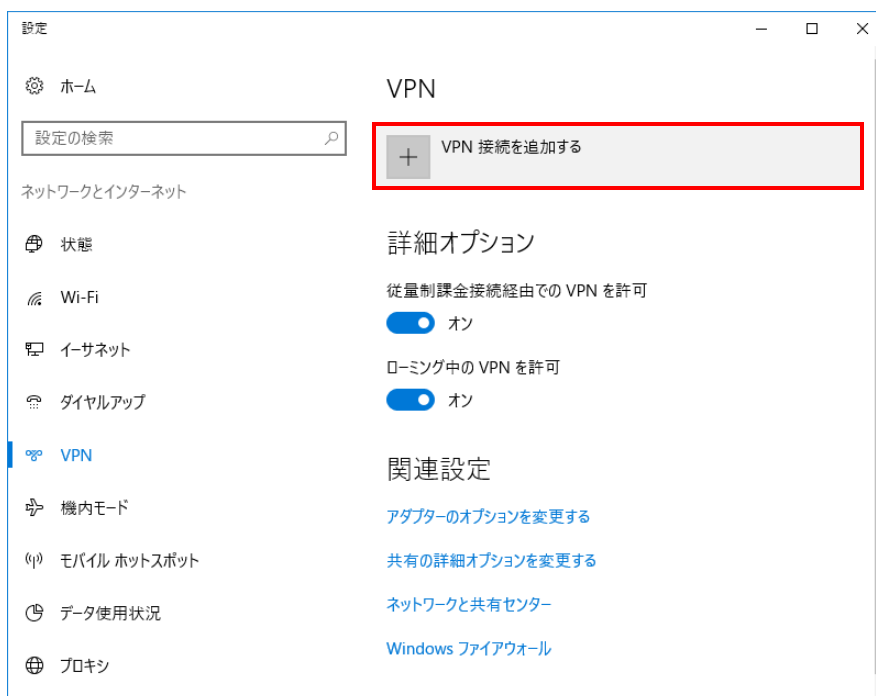 設定
ホーム
設定の検索
ネットワークとインターネット
状態
Wi-Fi
イーサネット
ダイヤルアップ
VPN
機内モード
モバイル ホットスポット
データ使用状況
プロキシ
VPN
VPN 接続を追加する
詳細オプション
従量制課金接続経由での VPN を許可
オン
ローミング中の VPN を許可
オン
関連設定
アダプターのオプションを変更する
共有の詳細オプションを変更する
ネットワークと共有センター
Windows ファイアウォール